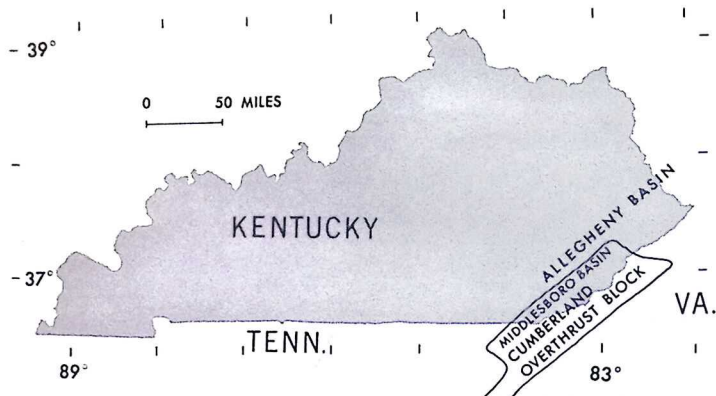 39°
0 50 MILES
KENTUCKY
ALLEGHENY BASIN
37°
MIDDLESBORO BASIN
CUMBERLAND
OVERTHRUST BLOCK
VA.
TENN.
89°
83°